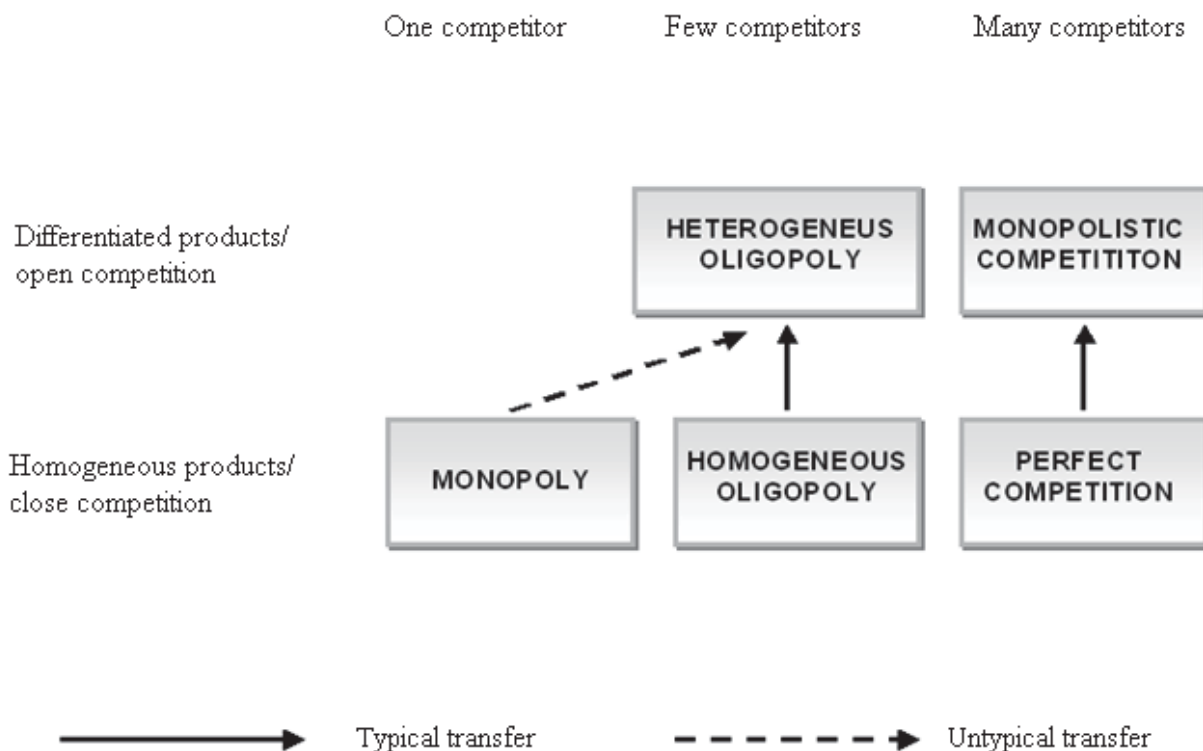 One competitor Few competitors Many competitors
Differentiated products/
open competition
HETEROGENEUS
OLIGOPOLY
MONOPOLISTIC
COMPETITITON
Homogeneous products/
close competition
MONOPOLY
HOMOGENEOUS
OLIGOPOLY
PERFECT
COMPETITION
Typical transfer Untypical transfer